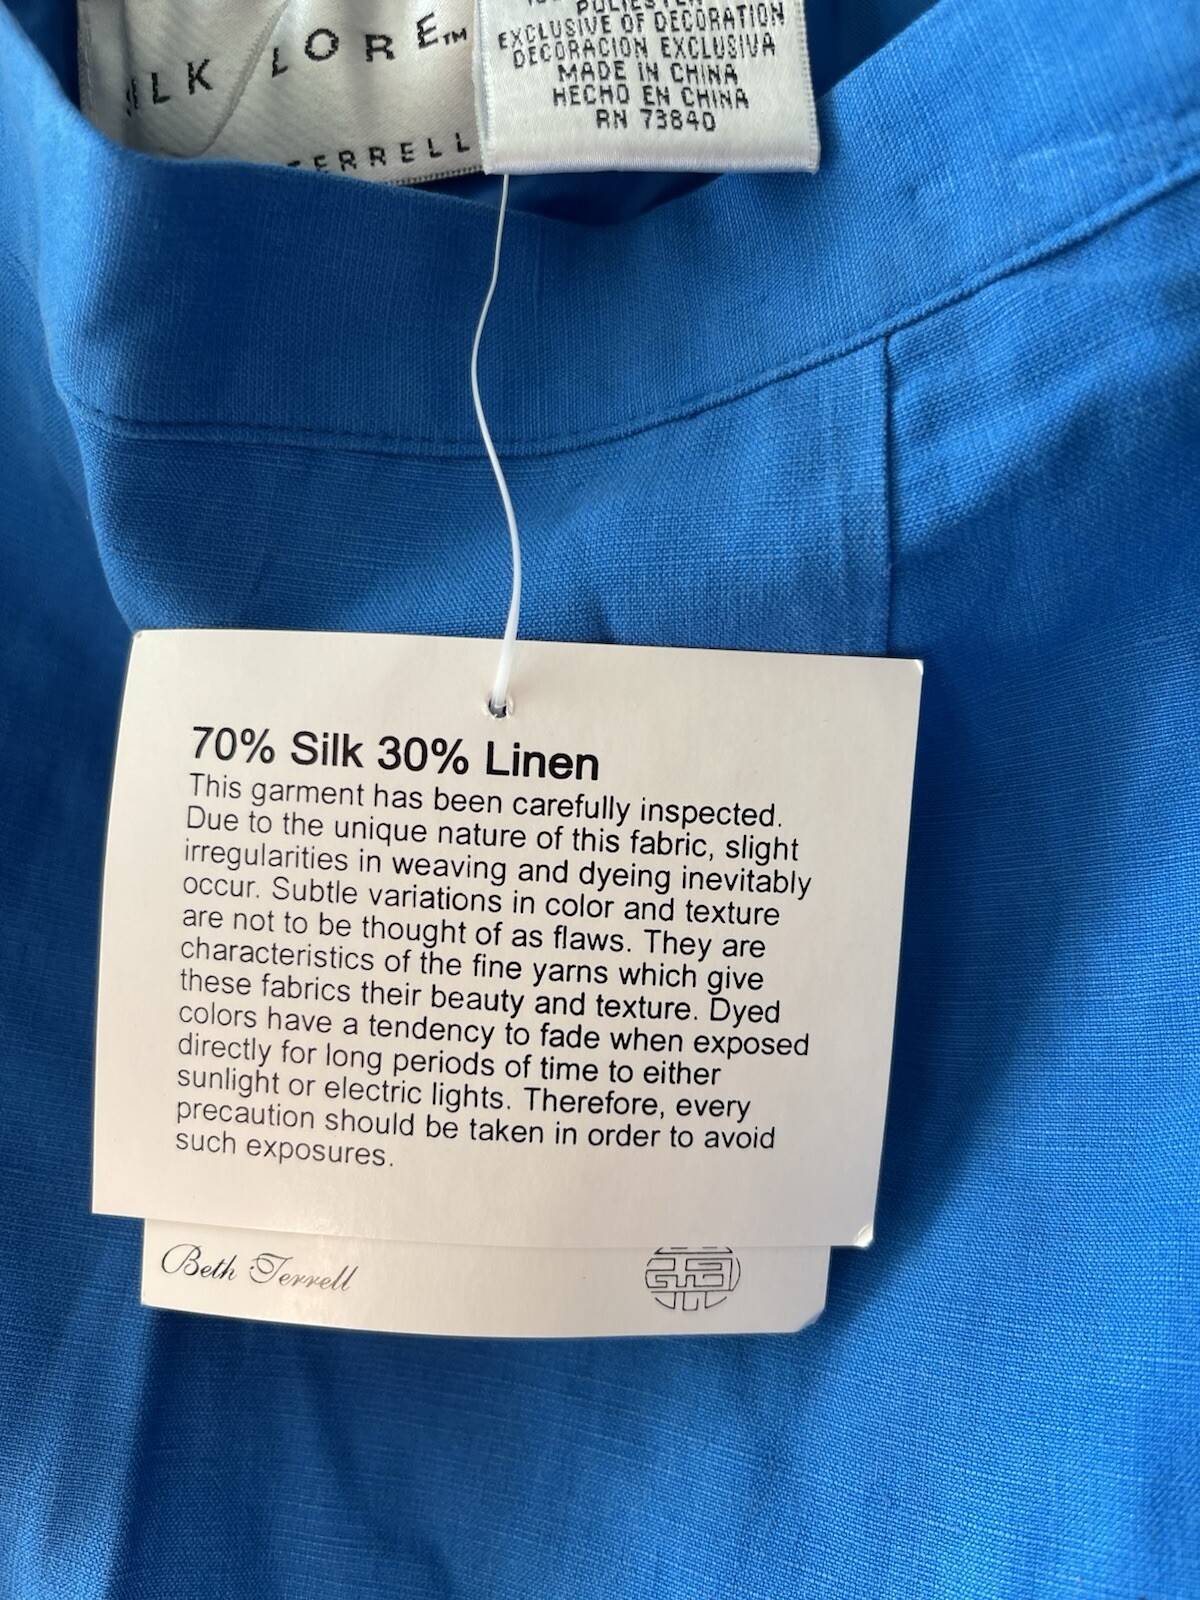 LORE™
TERRELL
POLIESTER
EXCLUSIVE OF DECORATION
DECORACION EXCLUSIVA
MADE IN CHINA
HECHO EN CHINA
RN 73840
70% Silk 30% Linen
This garment has been carefully inspected.
Due to the unique nature of this fabric, slight
irregularities in weaving and dyeing inevitably
occur. Subtle variations in color and texture
are not to be thought of as flaws. They are
characteristics of the fine yarns which give
these fabrics their beauty and texture. Dyed
colors have a tendency to fade when exposed
directly for long periods of time to either
sunlight or electric lights. Therefore, every
precaution should be taken in order to avoid
such exposures.
Beth Terrell